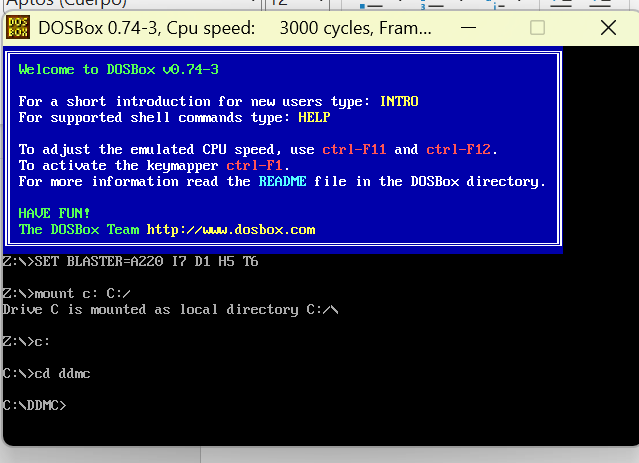 Aptos (Cuerpo)
12
DOS BOX
DOSBox 0.74-3, Cpu speed: 3000 cycles, Fram...
Welcome to DOSBox v0.74-3
For a short introduction for new users type: INTRO
For supported shell commands type: HELP
To adjust the emulated CPU speed, use ctrl-F11 and ctrl-F12.
To activate the keymapper ctrl-F1.
For more information read the README file in the DOSBox directory.
HAVE FUN!
The DOSBox Team http://www.dosbox.com
Z:\>SET BLASTER=A220 I7 D1 H5 T6
Z:\>mount c: C:/
Drive C is mounted as local directory C:/\
Z:\>c:
C:\>cd ddmc
C:\DDMC>